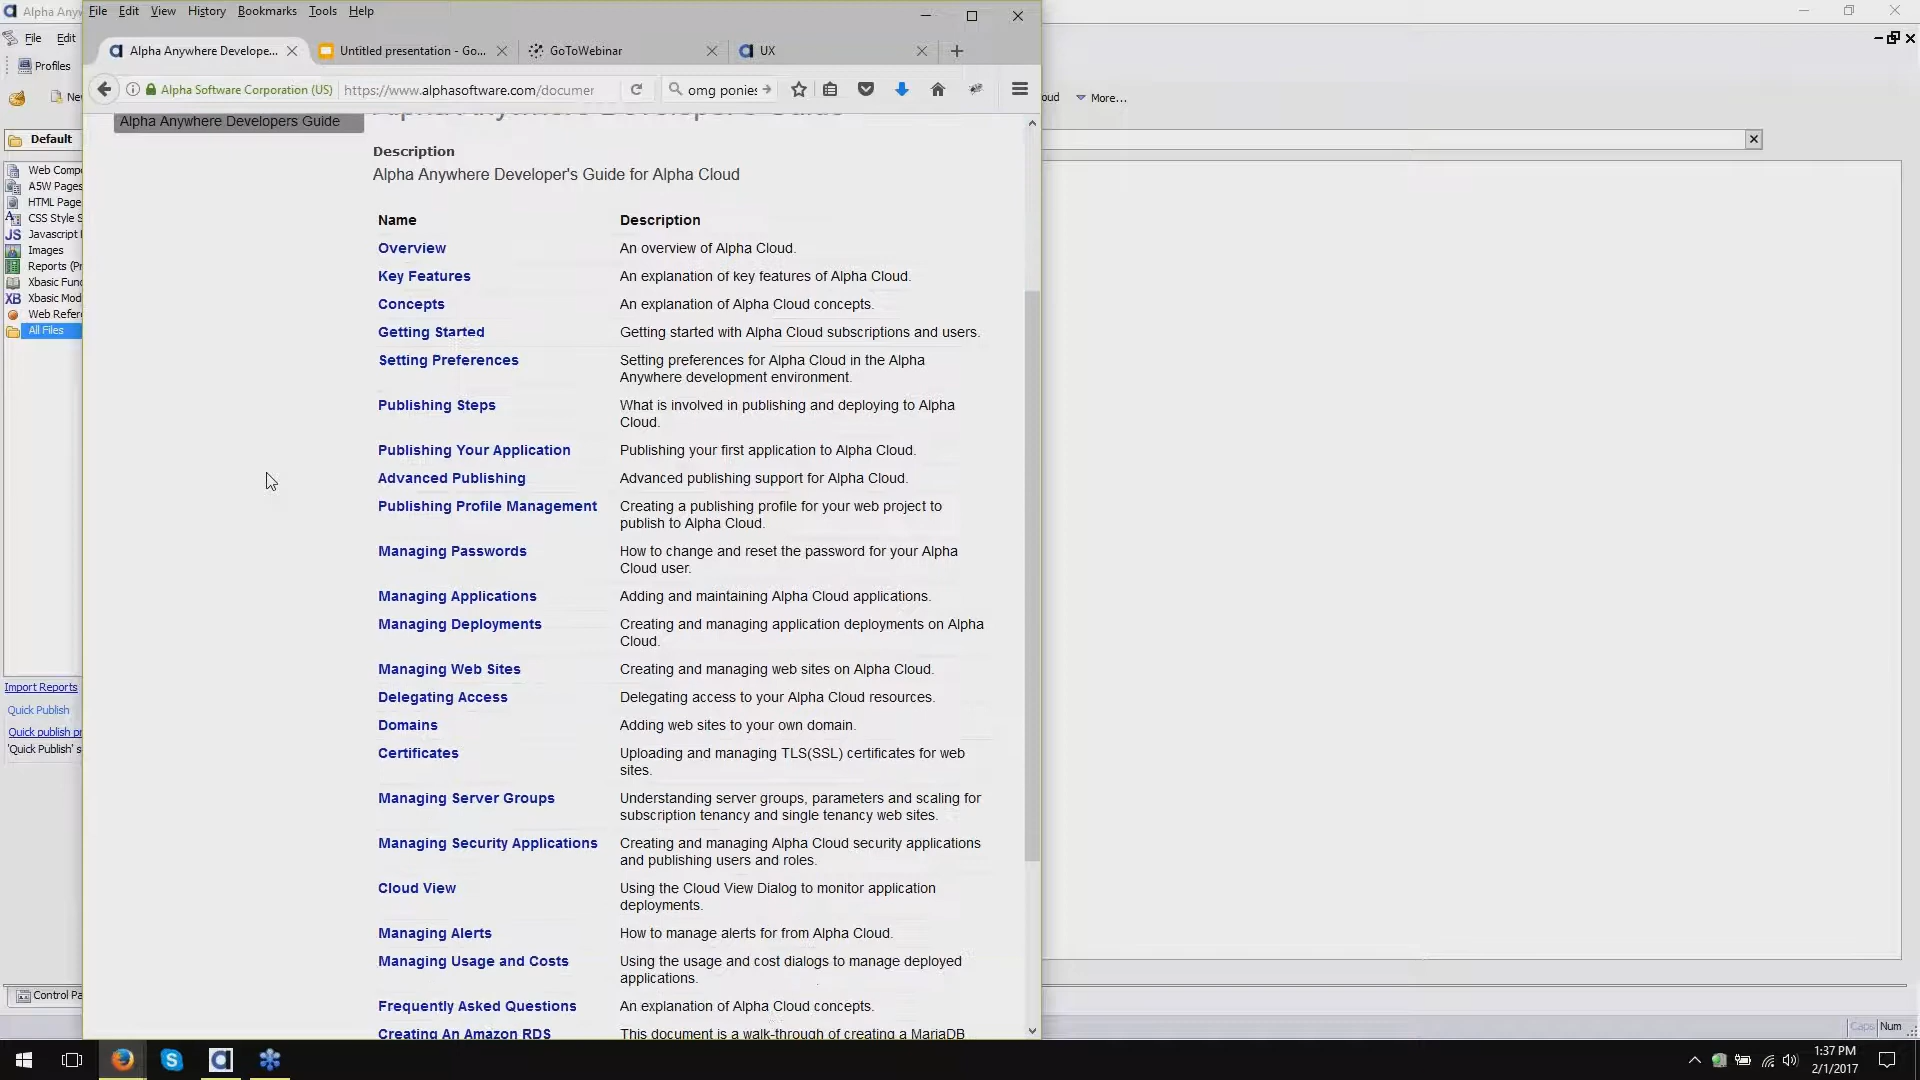 Alpha Anyw
File Edit
Profiles
New
Default
Web Compo
A5W Pages
HTML Page
CSS Style S
Javascript
Images
Reports (Pr
Xbasic Func
Xbasic Mod
Web Refer
All Files
Import Reports
Quick Publish
Quick publish pr
'Quick Publish' s
Control Pa
File Edit View History Bookmarks Tools Help
Alpha Anywhere Develope...
Untitled presentation - Go...
GoToWebinar
UX
Alpha Software Corporation (US) https://www.alphasoftware.com/documer
omg ponies
oud More...
Alpha Anywhere Developers Guide
Alpha Anywhere Developer's Guide
Description
Alpha Anywhere Developer's Guide for Alpha Cloud
Name Description
Overview An overview of Alpha Cloud.
Key Features An explanation of key features of Alpha Cloud.
Concepts An explanation of Alpha Cloud concepts.
Getting Started Getting started with Alpha Cloud subscriptions and users.
Setting Preferences Setting preferences for Alpha Cloud in the Alpha
Anywhere development environment.
Publishing Steps What is involved in publishing and deploying to Alpha
Cloud.
Publishing Your Application Publishing your first application to Alpha Cloud.
Advanced Publishing Advanced publishing support for Alpha Cloud.
Publishing Profile Management Creating a publishing profile for your web project to
publish to Alpha Cloud.
Managing Passwords How to change and reset the password for your Alpha
Cloud user.
Managing Applications Adding and maintaining Alpha Cloud applications.
Managing Deployments Creating and managing application deployments on Alpha
Cloud.
Managing Web Sites Creating and managing web sites on Alpha Cloud.
Delegating Access Delegating access to your Alpha Cloud resources.
Domains Adding web sites to your own domain.
Certificates Uploading and managing TLS(SSL) certificates for web
sites.
Managing Server Groups Understanding server groups, parameters and scaling for
subscription tenancy and single tenancy web sites.
Managing Security Applications Creating and managing Alpha Cloud security applications
and publishing users and roles.
Cloud View Using the Cloud View Dialog to monitor application
deployments.
Managing Alerts How to manage alerts for from Alpha Cloud.
Managing Usage and Costs Using the usage and cost dialogs to manage deployed
applications.
Frequently Asked Questions An explanation of Alpha Cloud concepts.
Creating An Amazon RDS This document is a walk-through of creating a MariaDB
Caps Num
1:37 PM
2/1/2017